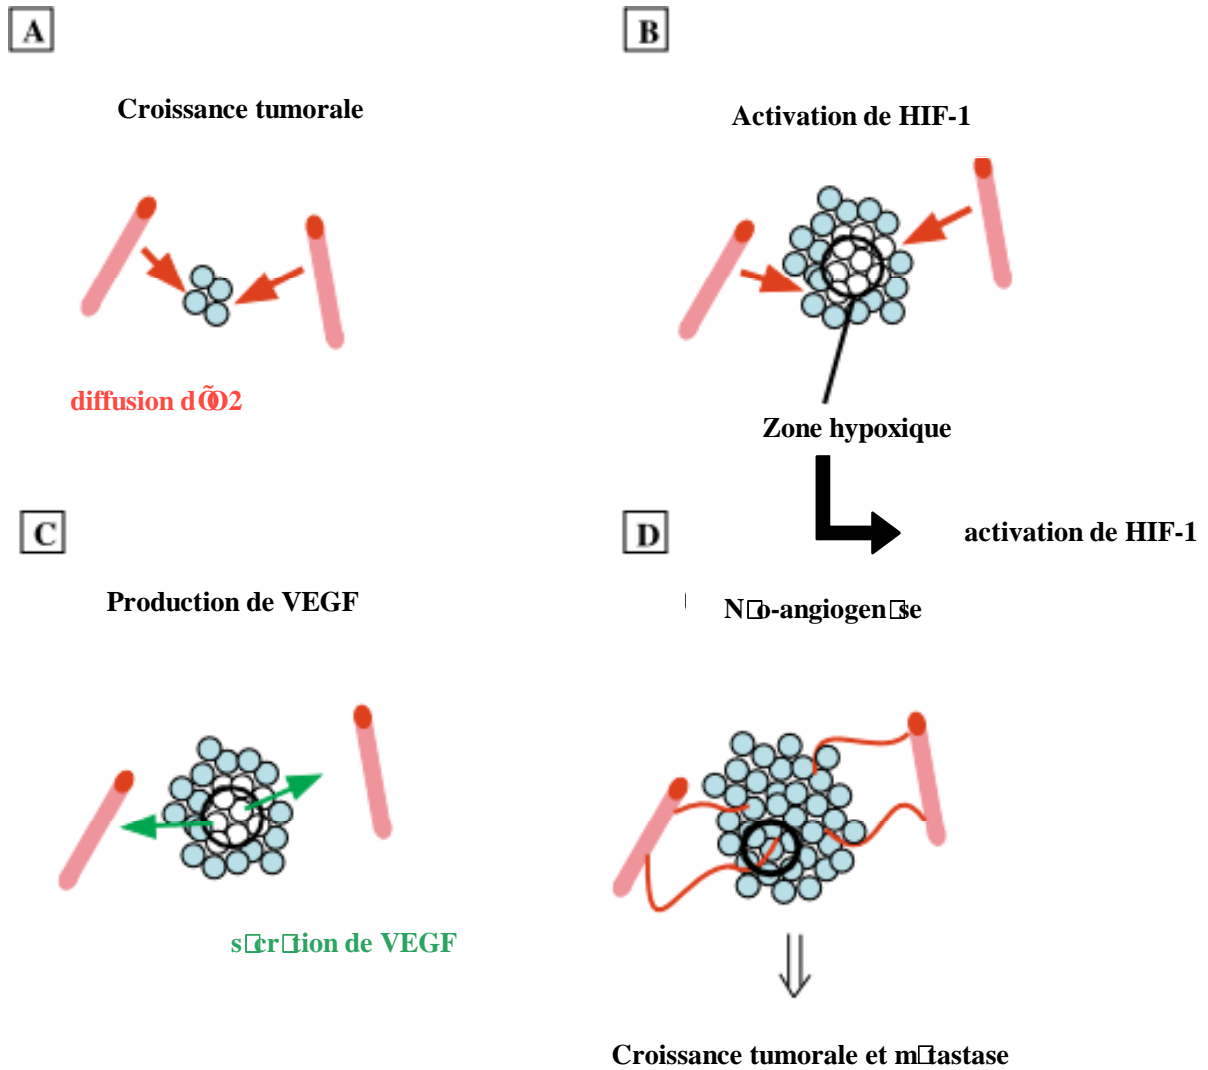 A
Croissance tumorale
diffusion dÕO2
B
Activation de HIF-1
Zone hypoxique
activation de HIF-1
C
Production de VEGF
s□cr□tion de VEGF
D
N□o-angiogen□se
Croissance tumorale et m□tastase